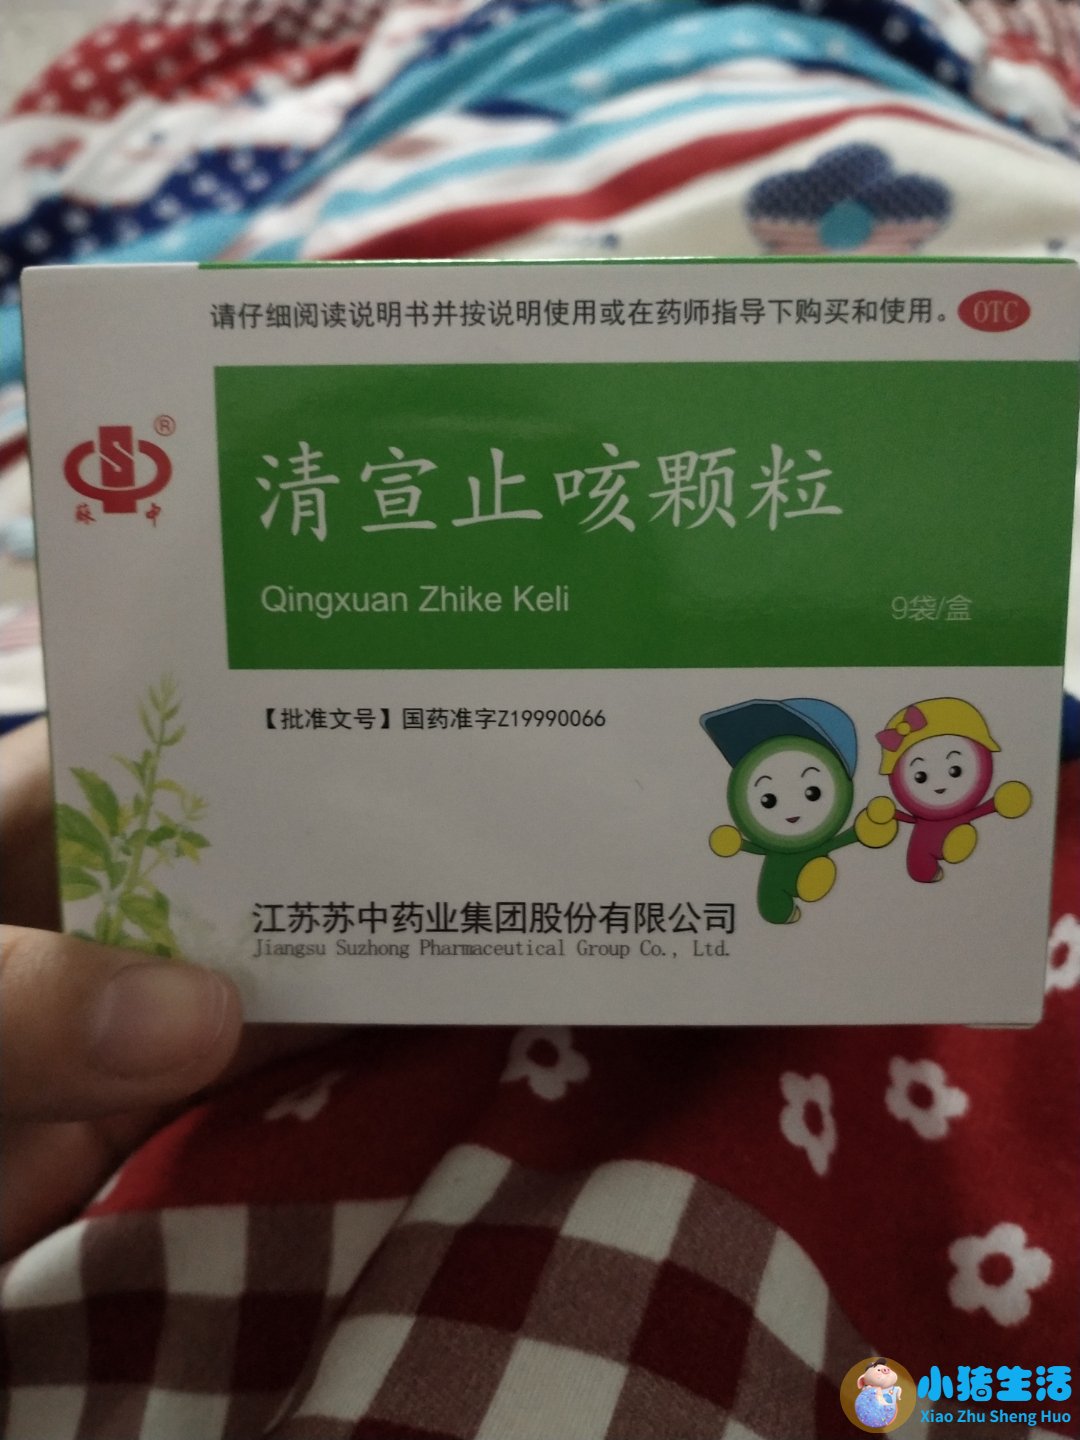 请仔细阅读说明书并按说明使用或在药师指导下购买和使用。
OTC
®
蘇中
清宣止咳颗粒
Qingxuan Zhike Keli
9袋/盒
【批准文号】国药准字Z19990066
江苏苏中药业集团股份有限公司
Jiangsu Suzhong Pharmaceutical Group Co., Ltd.
小猪生活
Xiao Zhu Sheng Huo